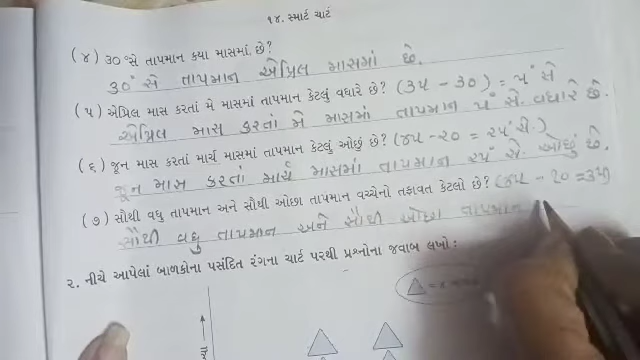 ૧૪. સ્માર્ટ ચાર્ટ
(૪) ૩૦ °સે તાપમાન ક્યા માસમાં છે?
૩૦° સે તાપમાન એપ્રિલ માસમાં છે.
(૫) એપ્રિલ માસ કરતાં મે માસમાં તાપમાન કેટલું વધારે છે? (૩૫ - ૩૦) = ૫° સે
એપ્રિલ માસ કરતાં મે માસમાં તાપમાન ૫° સે. વધારે છે.
(૬) જૂન માસ કરતાં માર્ચ માસમાં તાપમાન કેટલું ઓછું છે? (૪૫ - ૨૦ = ૨૫° સે.)
જૂન માસ કરતાં માર્ચ માસમાં તાપમાન ૨૫° સે. ઓછું છે.
(૭) સૌથી વધુ તાપમાન અને સૌથી ઓછા તાપમાન વચ્ચેનો તફાવત કેટલો છે? (૪૫ - ૧૦ = ૩૫)
સૌથી વધુ તાપમાન અને સૌથી ઓછા તાપમાન
૨. નીચે આપેલાં બાળકોના પસંદિત રંગના ચાર્ટ પરથી પ્રશ્નોના જવાબ લખો :